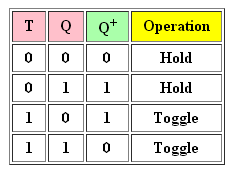 T Q Q+ Operation
0 0 0 Hold
0 1 1 Hold
1 0 1 Toggle
1 1 0 Toggle